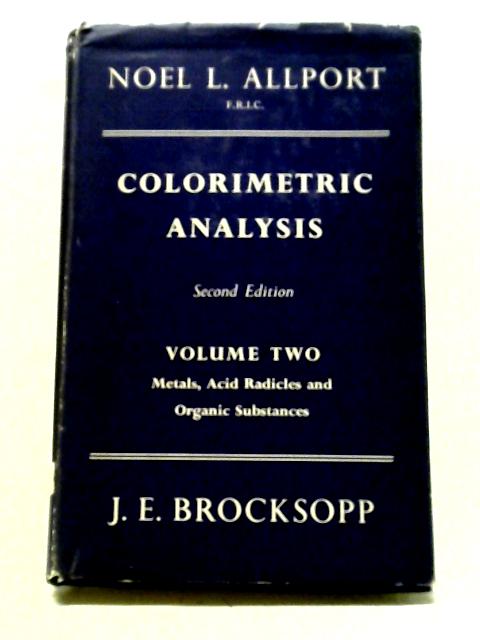 NOEL L. ALLPORT
F.R.I.C.
COLORIMETRIC
ANALYSIS
Second Edition
VOLUME TWO
Metals, Acid Radicles and
Organic Substances
J. E. BROCKSOPP